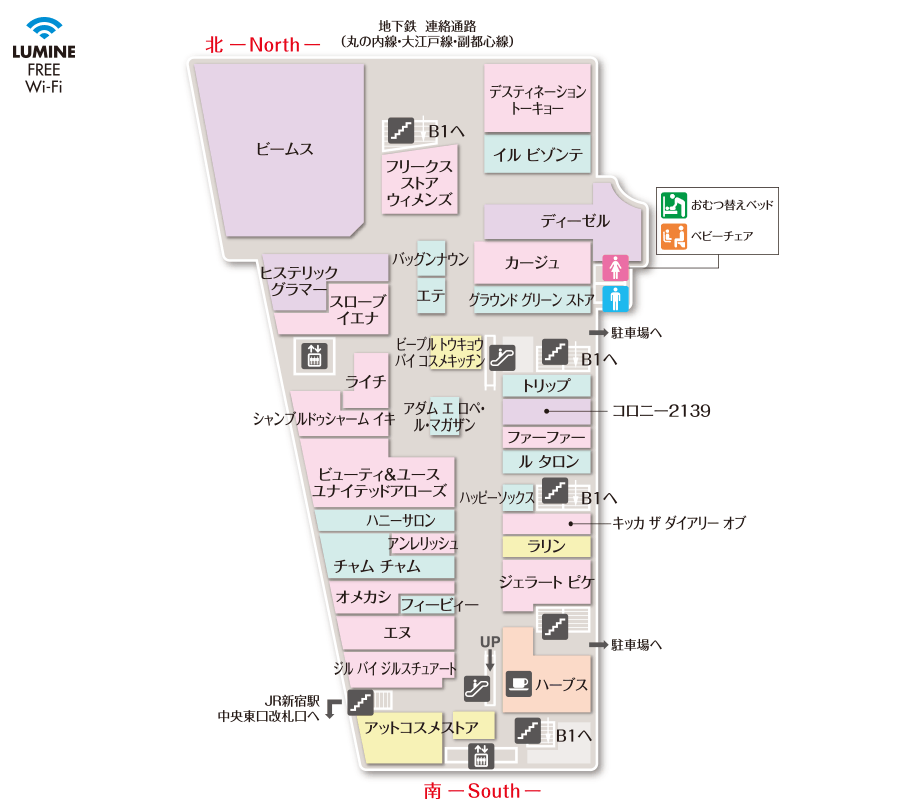 LUMINE
FREE
Wi-Fi
地下鉄 連絡通路
(丸の内線・大江戸線・副都心線)
北 －North－
ビームス
B1へ
フリークス
ストア
ウィメンズ
デスティネーション
トーキョー
イル ビゾンテ
ディーゼル
おむつ替えベッド
ベビーチェア
バッグンナウン
カージュ
ヒステリック
グラマー
エテ
グラウンド グリーン ストア
スローブ
イエナ
駐車場へ
ビープル トウキョウ
バイ コスメキッチン
B1へ
ライチ
トリップ
シャンブルドゥシャーム イキ
アダム エ ロペ・
ル・マガザン
コロニー2139
ファーファー
ル タロン
ビューティ&ユース
ユナイテッドアローズ
ハッピーソックス
B1へ
ハニーサロン
キッカ ザ ダイアリー オブ
アンレリッシュ
ラリン
チャム チャム
ジェラート ピケ
オメカシ
フィービィー
エヌ
UP
駐車場へ
ジル バイ ジルスチュアート
ハーブス
JR新宿駅
中央東口改札口へ
アットコスメストア
B1へ
南 －South－